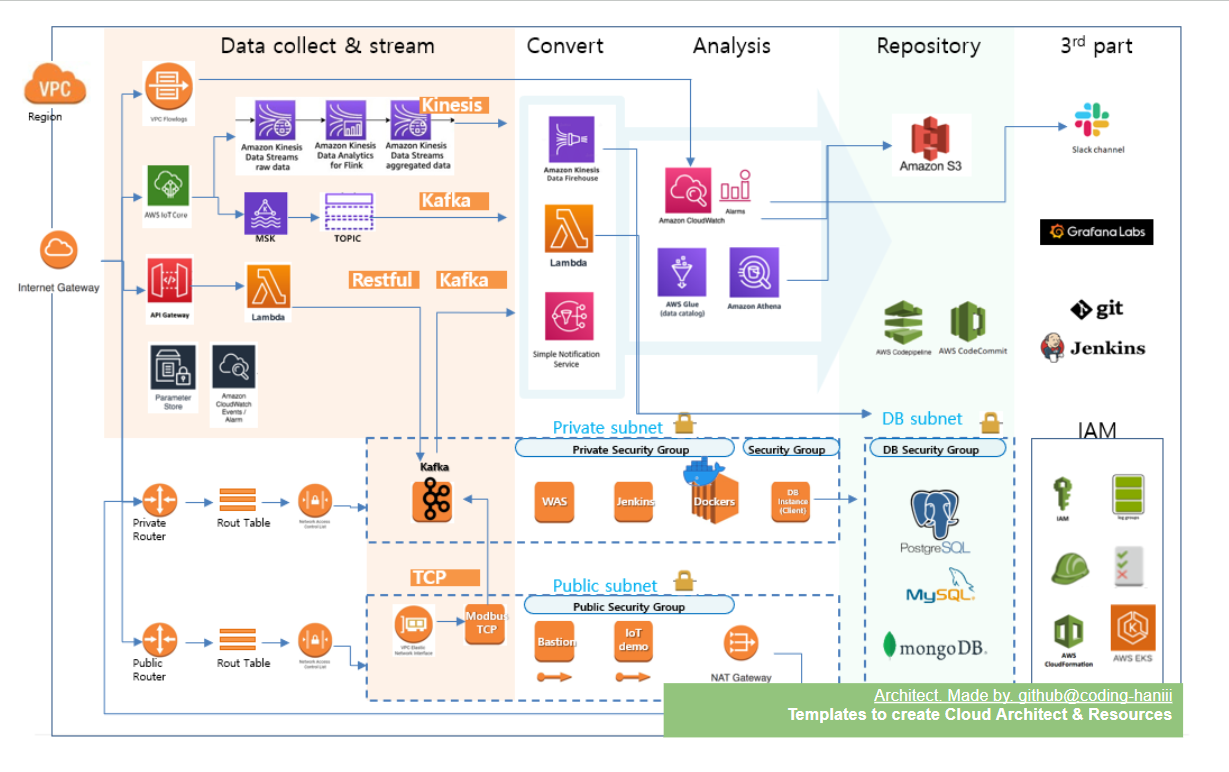 Data collect & stream
Convert
Analysis
Repository
3rd part
VPC
Region
VPC Flowlogs
Kinesis
Amazon Kinesis
Data Streams
raw data
Amazon Kinesis
Data Analytics
for Flink
Amazon Kinesis
Data Streams
aggregated data
AWS IoT Core
MSK
TOPIC
Kafka
Internet Gateway
API Gateway
Lambda
Restful
Kafka
Parameter
Store
Amazon
CloudWatch
Events /
Alarm
Amazon Kinesis
Data Firehouse
Lambda
Simple Notification
Service
Amazon CloudWatch
Alarms
AWS Glue
(data catalog)
Amazon Athena
Amazon S3
Slack channel
Grafana Labs
git
Jenkins
AWS Codepipeline
AWS CodeCommit
Private subnet
DB subnet
IAM
Private Security Group
Security Group
DB Security Group
Kafka
WAS
Jenkins
Dockers
DB
Instance
(Client)
Private
Router
Rout Table
Network Access
Control List
PostgreSQL
MySQL
mongoDB
IAM
log groups
AWS
CloudFormation
AWS EKS
TCP
Public subnet
Public Security Group
VPC Elastic
Network Interface
Modbus
TCP
Bastion
IoT
demo
NAT Gateway
Public
Router
Rout Table
Network Access
Control List
Architect. Made by. github@coding-haniii
Templates to create Cloud Architect & Resources